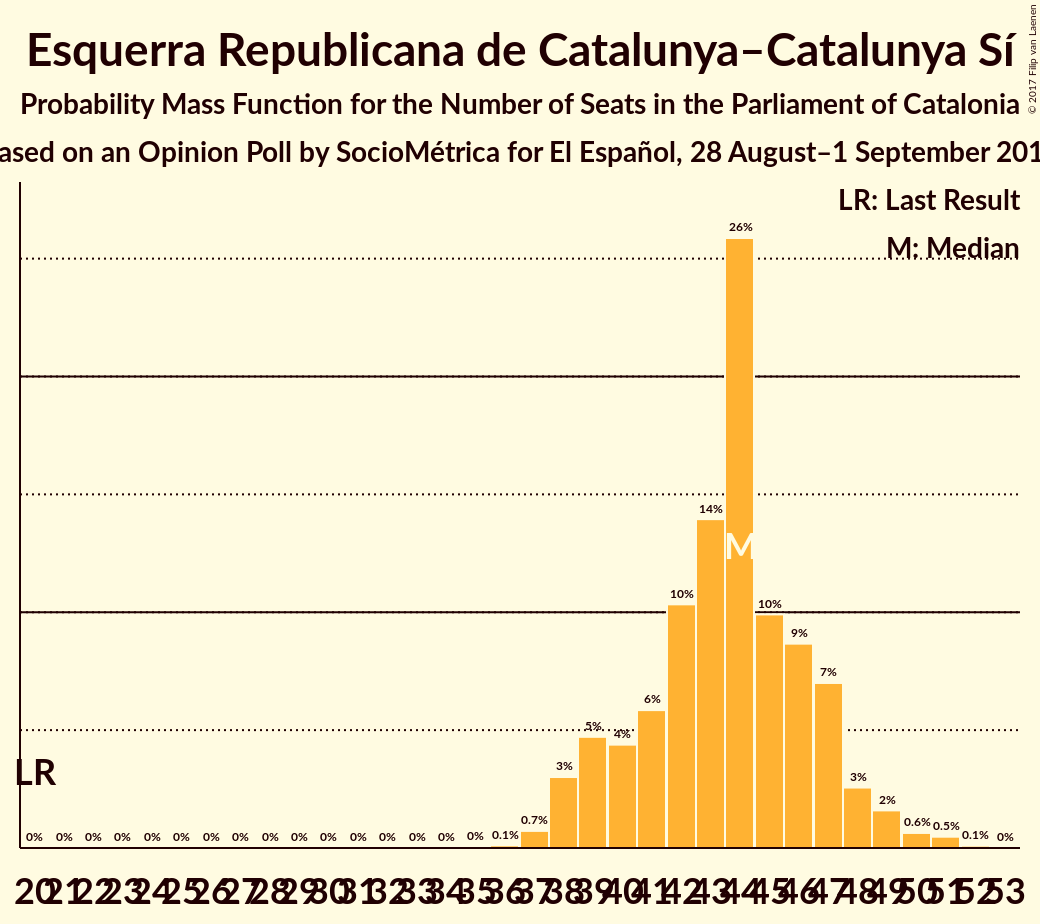 Esquerra Republicana de Catalunya–Catalunya Sí
Probability Mass Function for the Number of Seats in the Parliament of Catalonia
ased on an Opinion Poll by SocioMétrica for El Español, 28 August–1 September 201
© 2017 Filip van Laenen
LR: Last Result
M: Median
26%
14%
10% 10%
9%
7%
6%
5% 4%
3% 3%
2%
0.7% 0.6% 0.5%
0% 0% 0% 0% 0% 0% 0% 0% 0% 0% 0% 0% 0% 0% 0% 0% 0.1% 0.1% 0%
M
LR
20 21 22 23 24 25 26 27 28 29 30 31 32 33 34 35 36 37 38 39 40 41 42 43 44 45 46 47 48 49 50 51 52 53